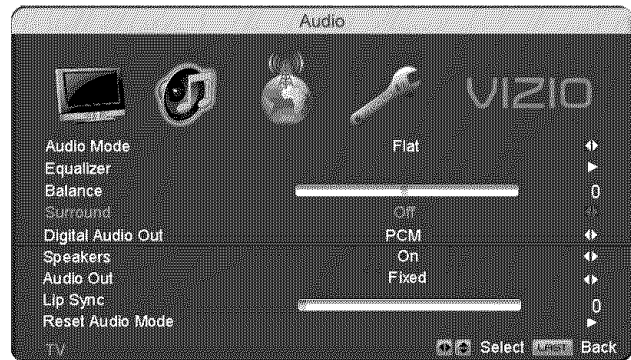 Audio
VIZIO
Audio Mode Flat
Equalizer
Balance 0
Surround Off
Digital Audio Out PCM
Speakers On
Audio Out Fixed
Lip Sync 0
Reset Audio Mode
TV Select LAST Back